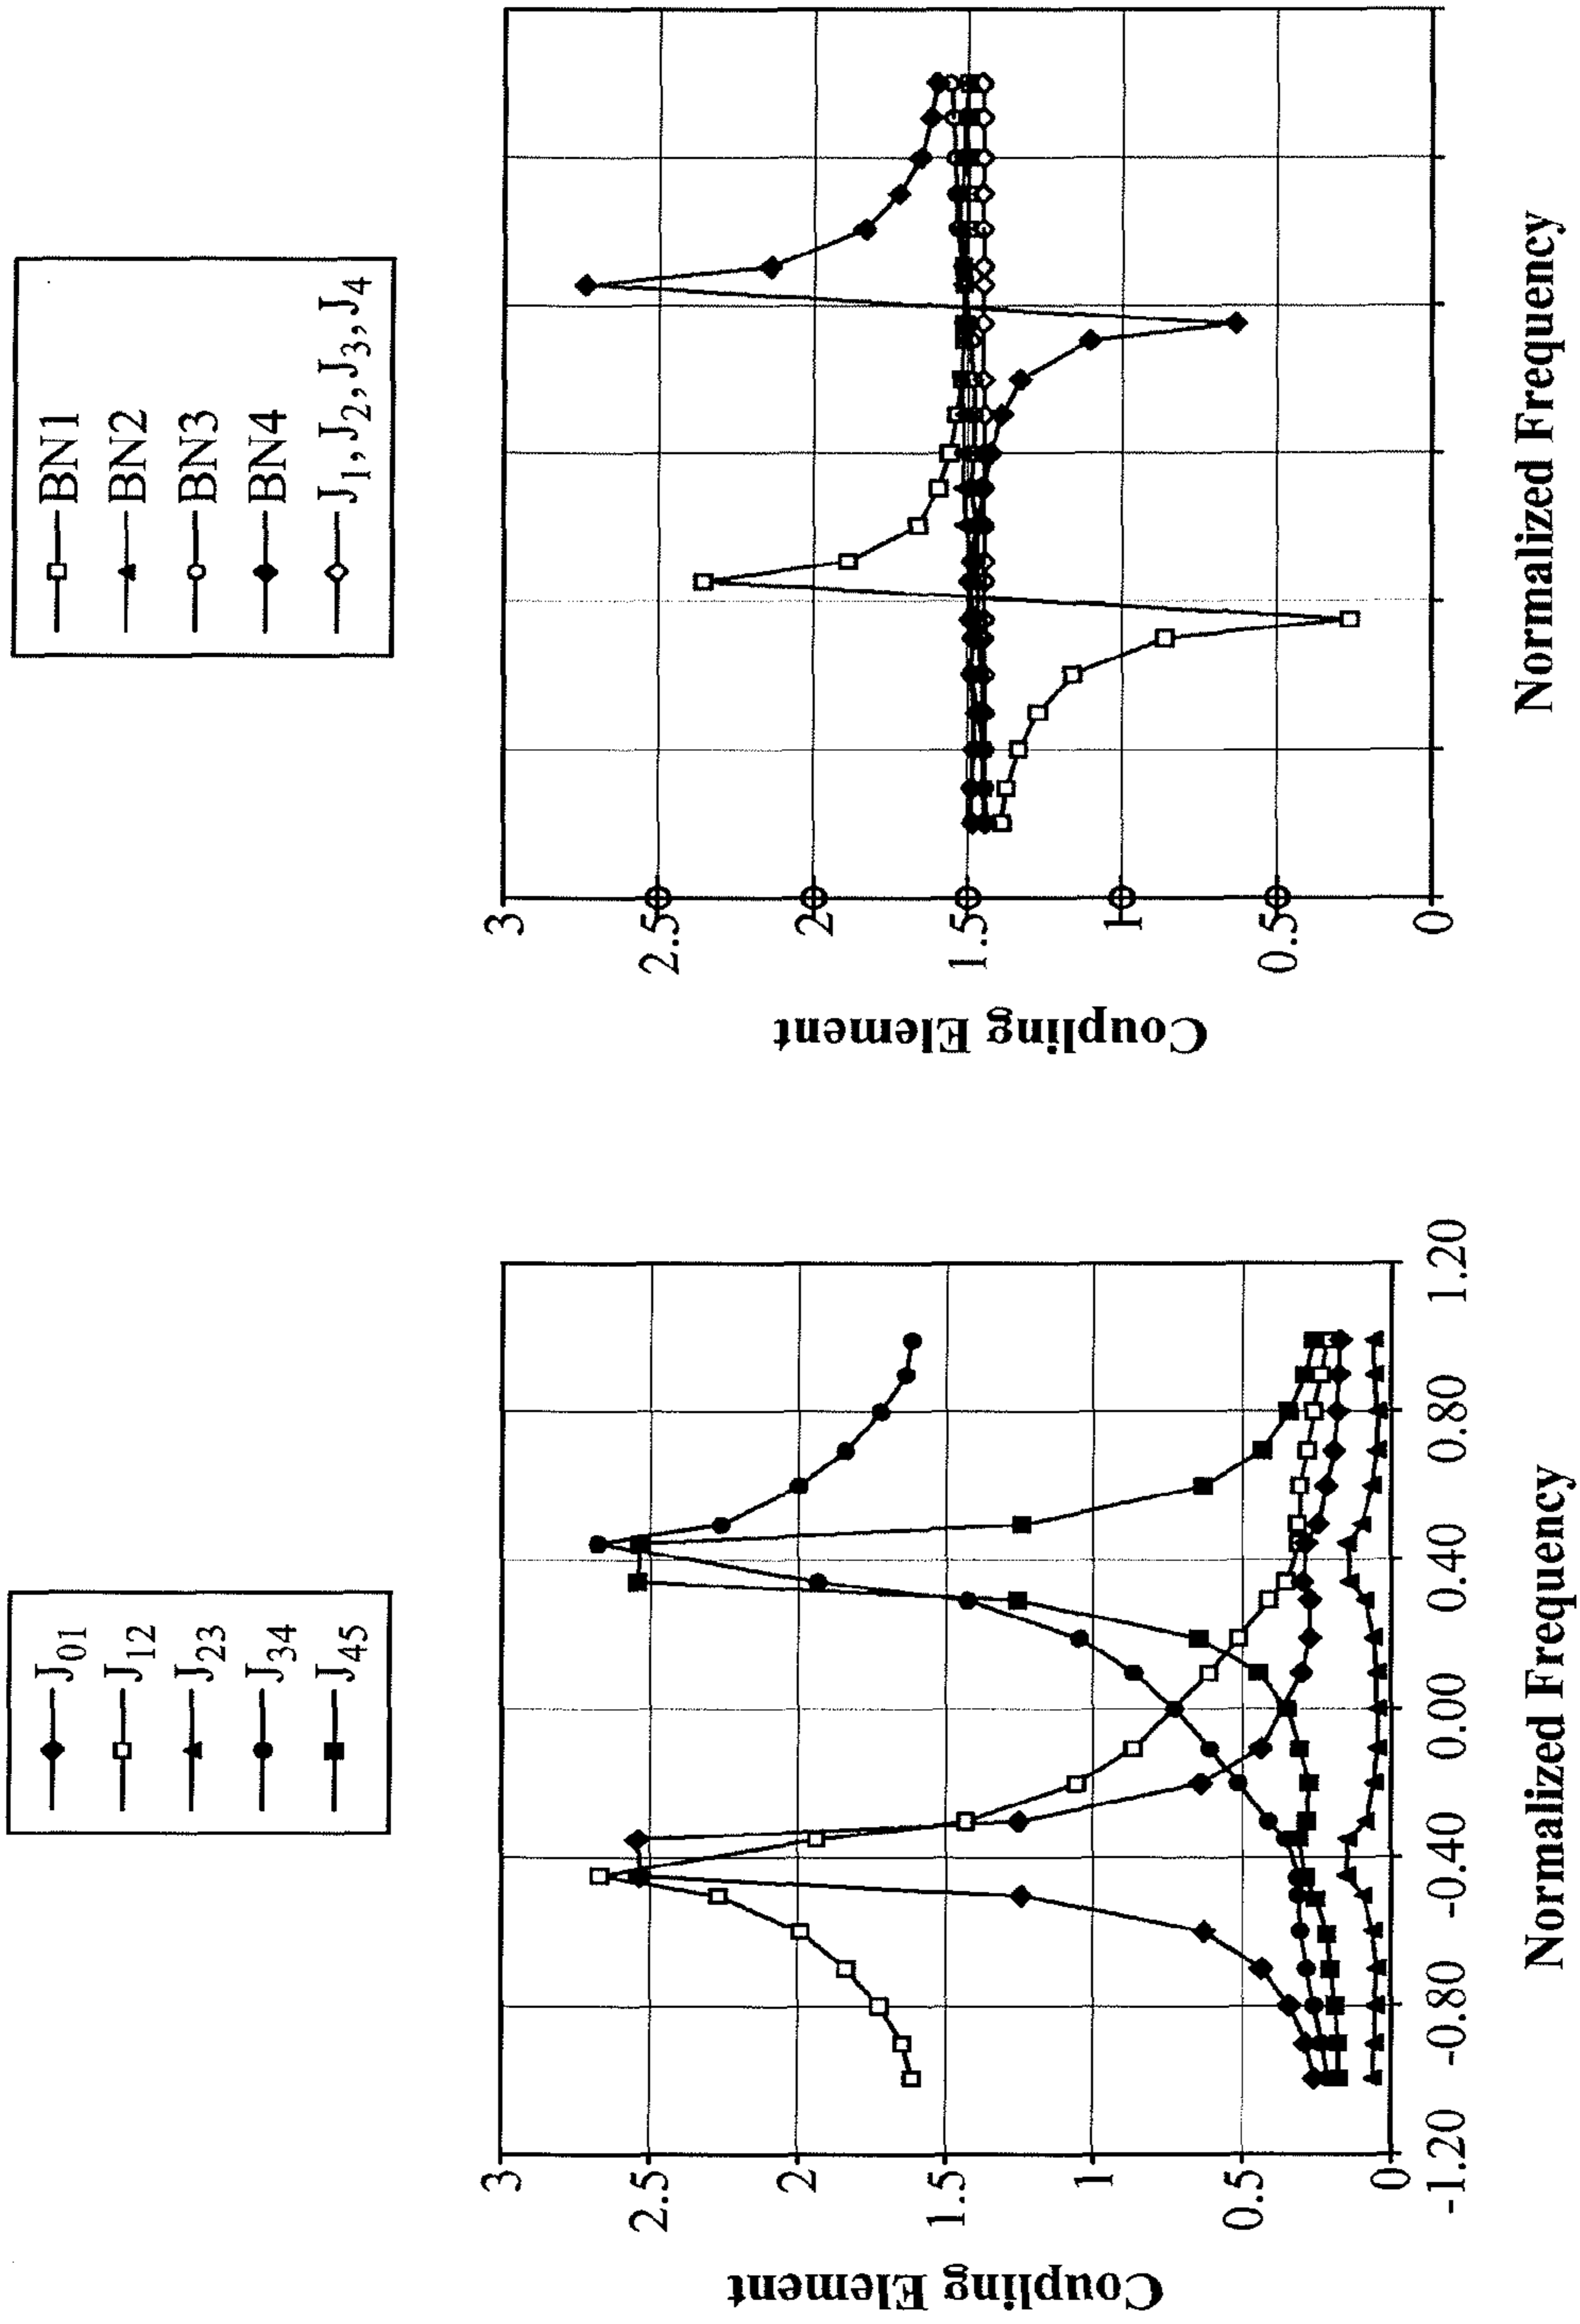 J01
J12
J23
J34
J45
Coupling Element
3
2.5
2
1.5
1
0.5
0
-1.20
-0.80
-0.40
0.00
0.40
0.80
1.20
Normalized Frequency
BN1
BN2
BN3
BN4
J1, J2, J3, J4
Coupling Element
3
2.5
2
1.5
1
0.5
0
Normalized Frequency